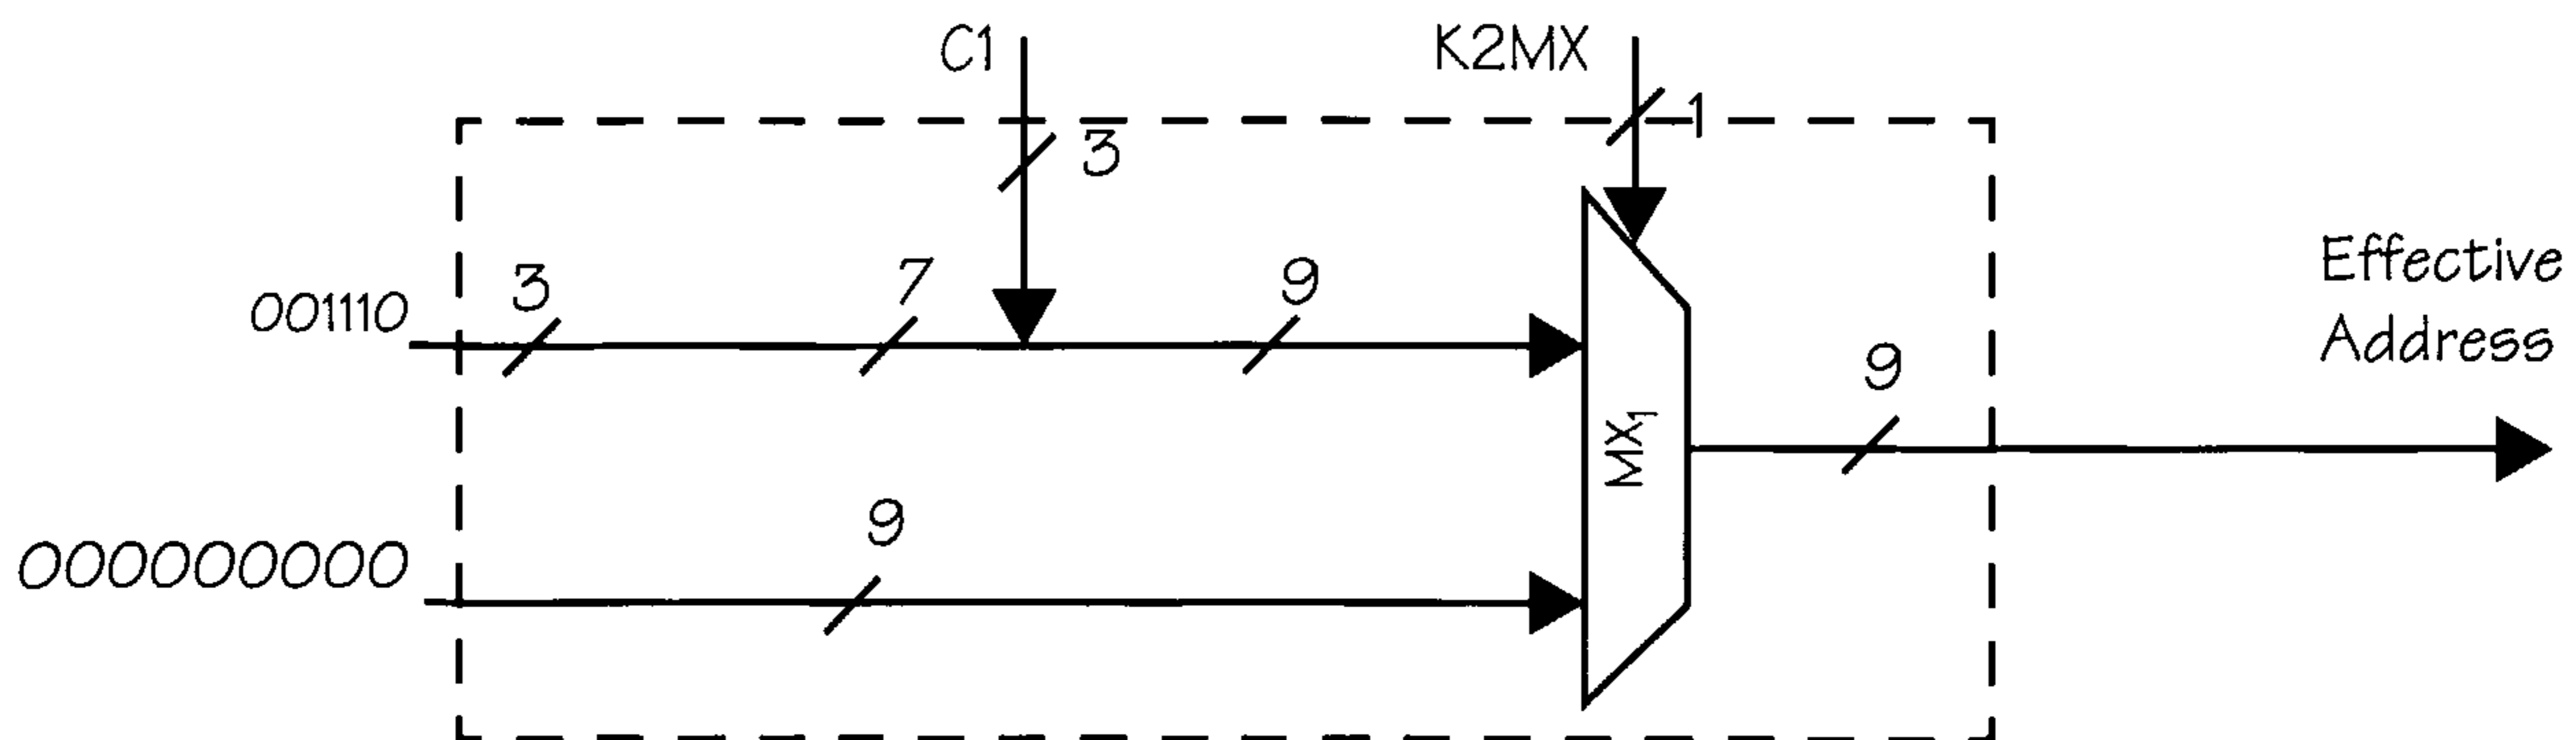 C1
K2MX
1
3
001110
3
7
9
Effective
Address
9
MX1
000000000
9